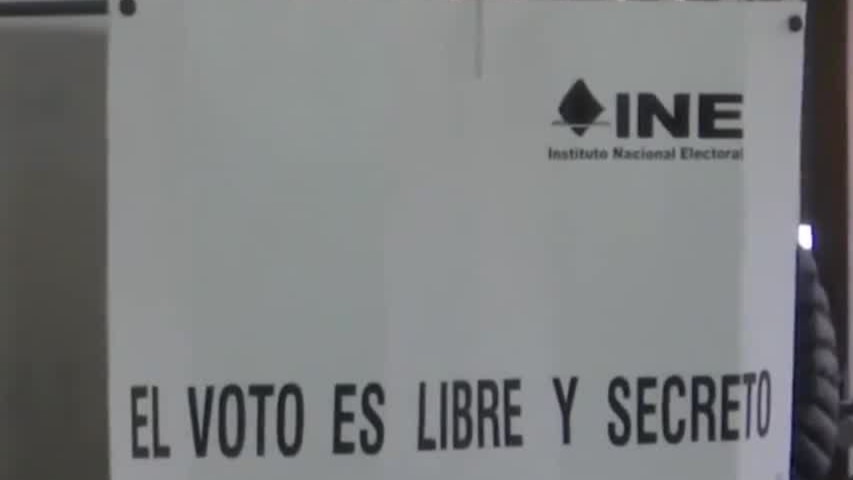 INE
Instituto Nacional Electoral
EL VOTO ES LIBRE Y SECRETO